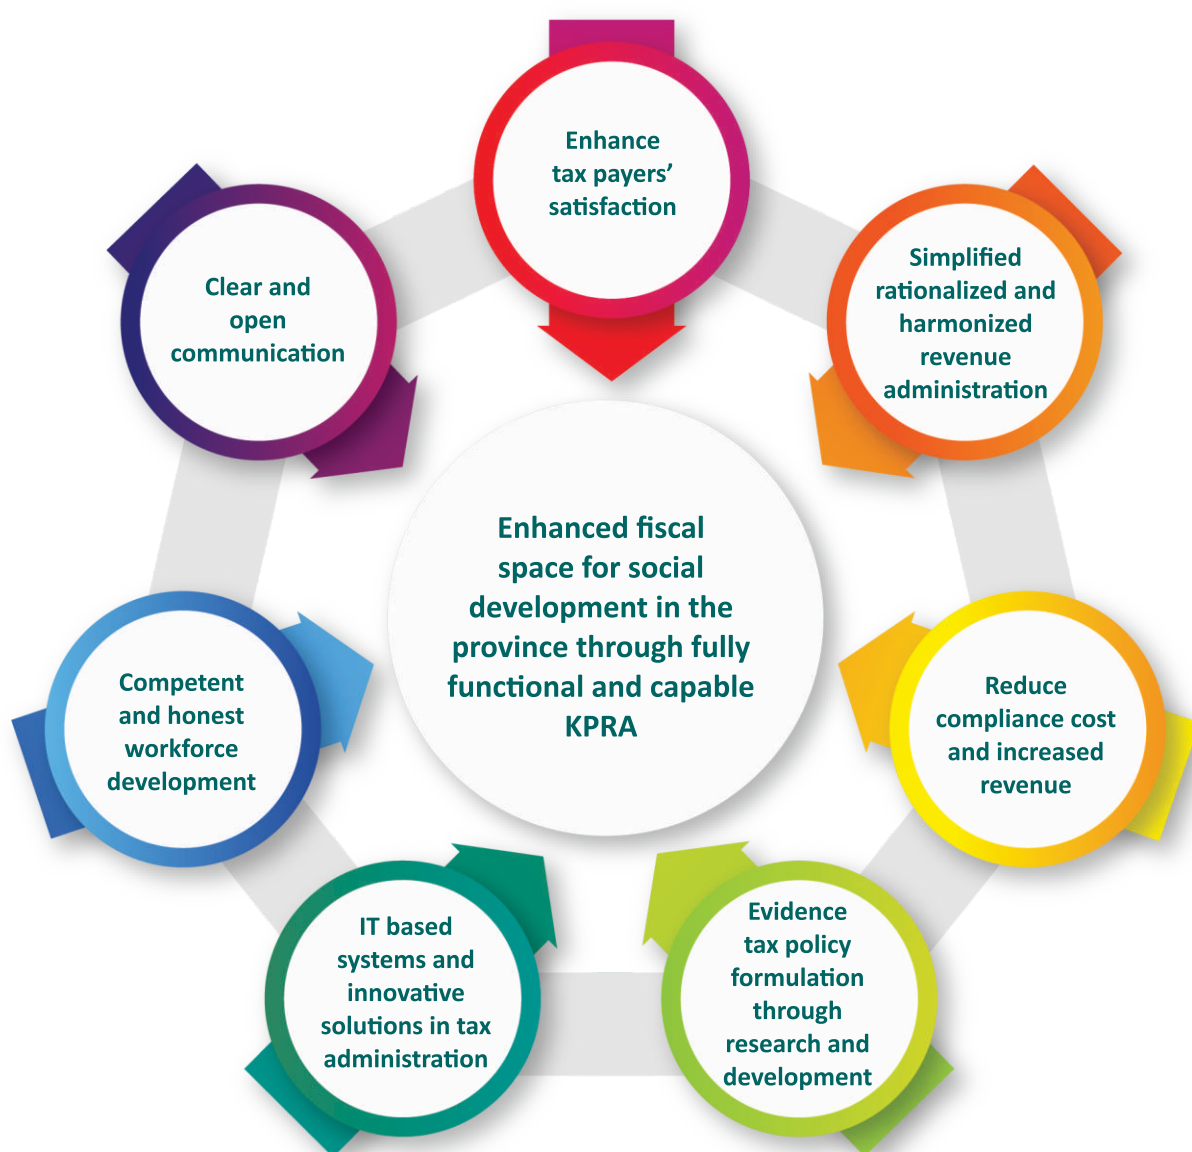 Enhance
tax payers’
satisfaction
Simplified
rationalized and
harmonized
revenue
administration
Reduce
compliance cost
and increased
revenue
Evidence
tax policy
formulation
through
research and
development
IT based
systems and
innovative
solutions in tax
administration
Competent
and honest
workforce
development
Clear and
open
communication
Enhanced fiscal
space for social
development in the
province through fully
functional and capable
KPRA